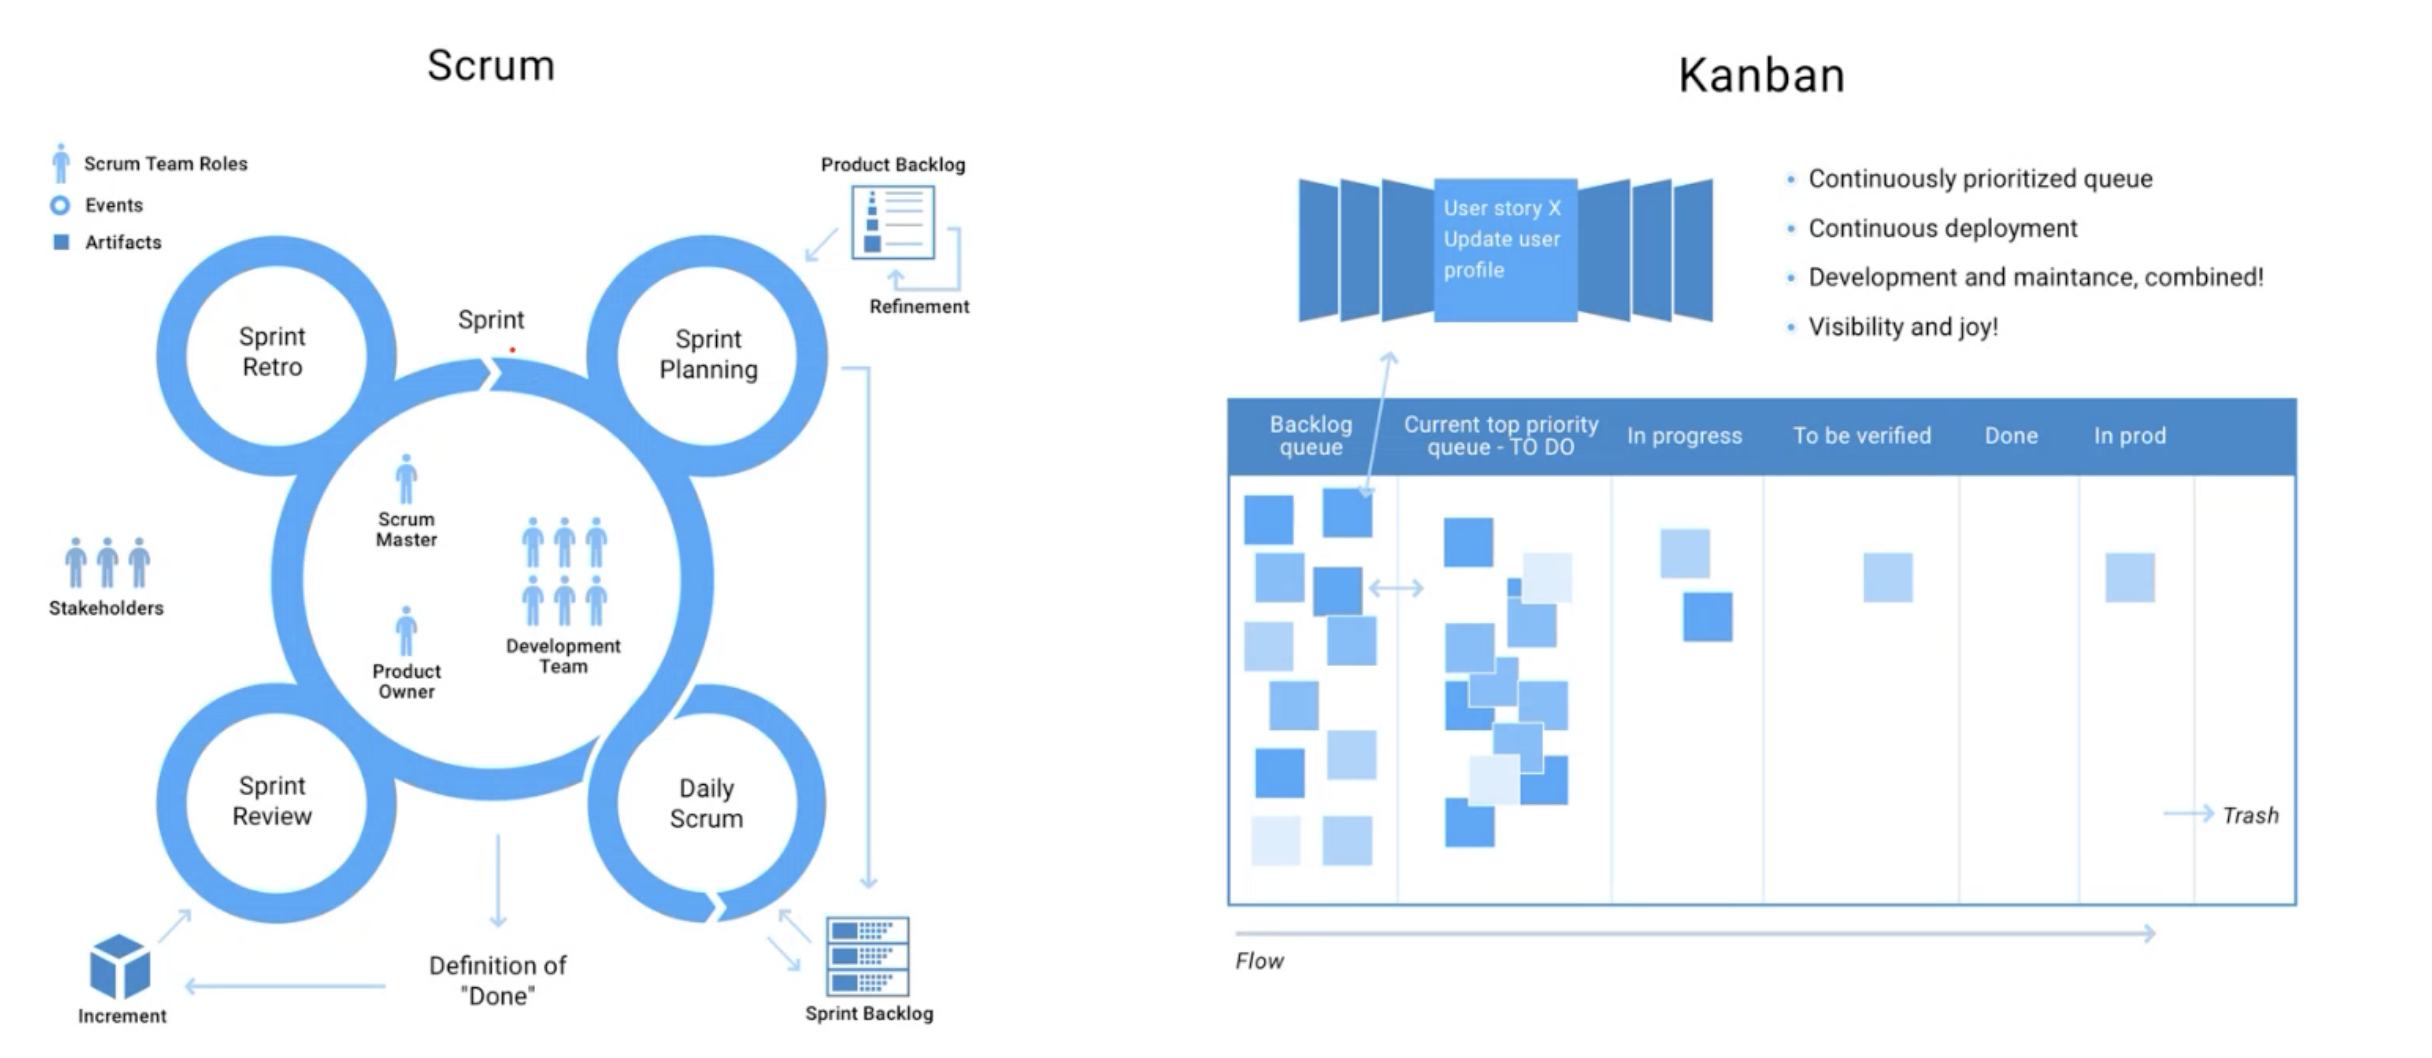 Scrum
Scrum Team Roles
Events
Artifacts
Product Backlog
Refinement
Sprint
Sprint
Retro
Sprint
Planning
Scrum
Master
Product
Owner
Development
Team
Stakeholders
Sprint
Review
Daily
Scrum
Definition of
"Done"
Increment
Sprint Backlog
Kanban
User story X
Update user
profile
Continuously prioritized queue
Continuous deployment
Development and maintance, combined!
Visibility and joy!
Backlog
queue
Current top priority
queue - TO DO
In progress
To be verified
Done
In prod
Trash
Flow